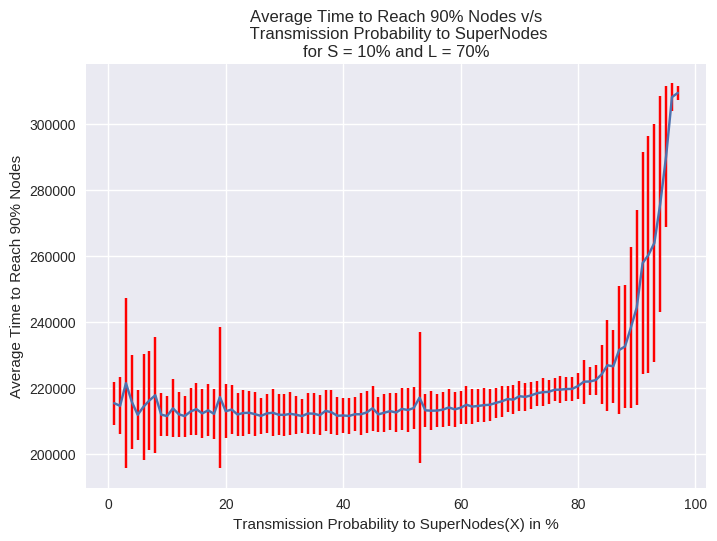 Average Time to Reach 90% Nodes v/s
Transmission Probability to SuperNodes
for S = 10% and L = 70%
Average Time to Reach 90% Nodes
300000
280000
260000
240000
220000
200000
0 20 40 60 80 100
Transmission Probability to SuperNodes(X) in %